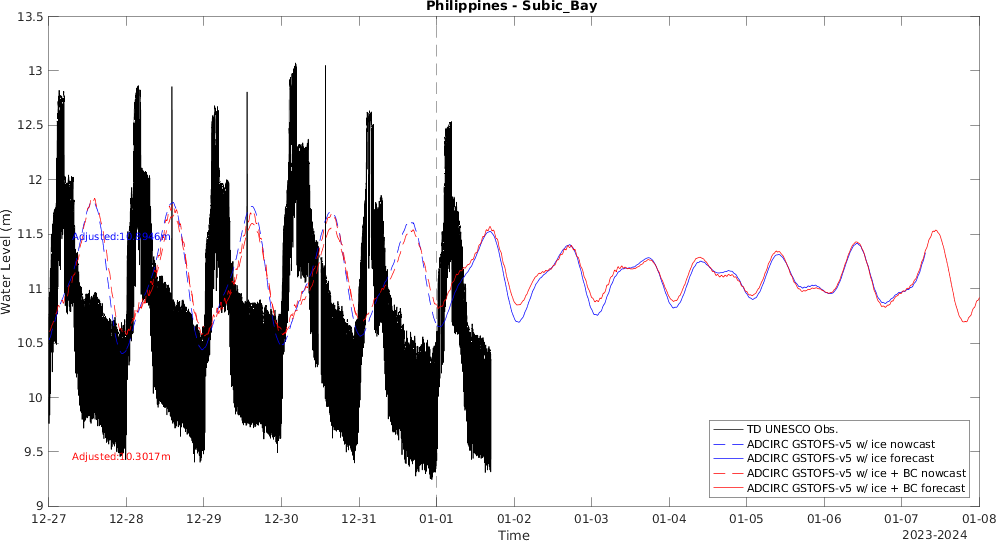 Philippines - Subic_Bay
13.5
13
12.5
12
11.5
11
10.5
10
9.5
9
Water Level (m)
Adjusted:10.3017m
TD UNESCO Obs.
ADCIRC GSTOFS-v5 w/ ice nowcast
ADCIRC GSTOFS-v5 w/ ice forecast
ADCIRC GSTOFS-v5 w/ ice + BC nowcast
ADCIRC GSTOFS-v5 w/ ice + BC forecast
12-27 12-28 12-29 12-30 12-31 01-01 01-02 01-03 01-04 01-05 01-06 01-07 01-08
Time
2023-2024